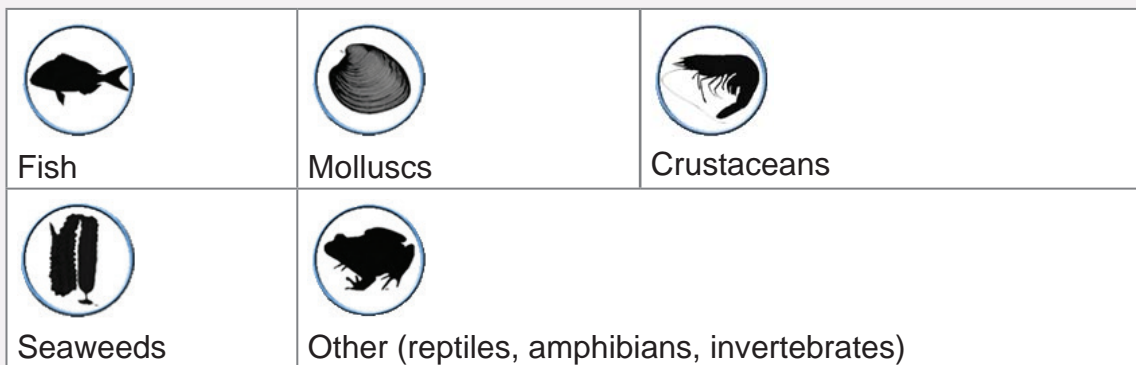 Fish
Molluscs
Crustaceans
Seaweeds
Other (reptiles, amphibians, invertebrates)